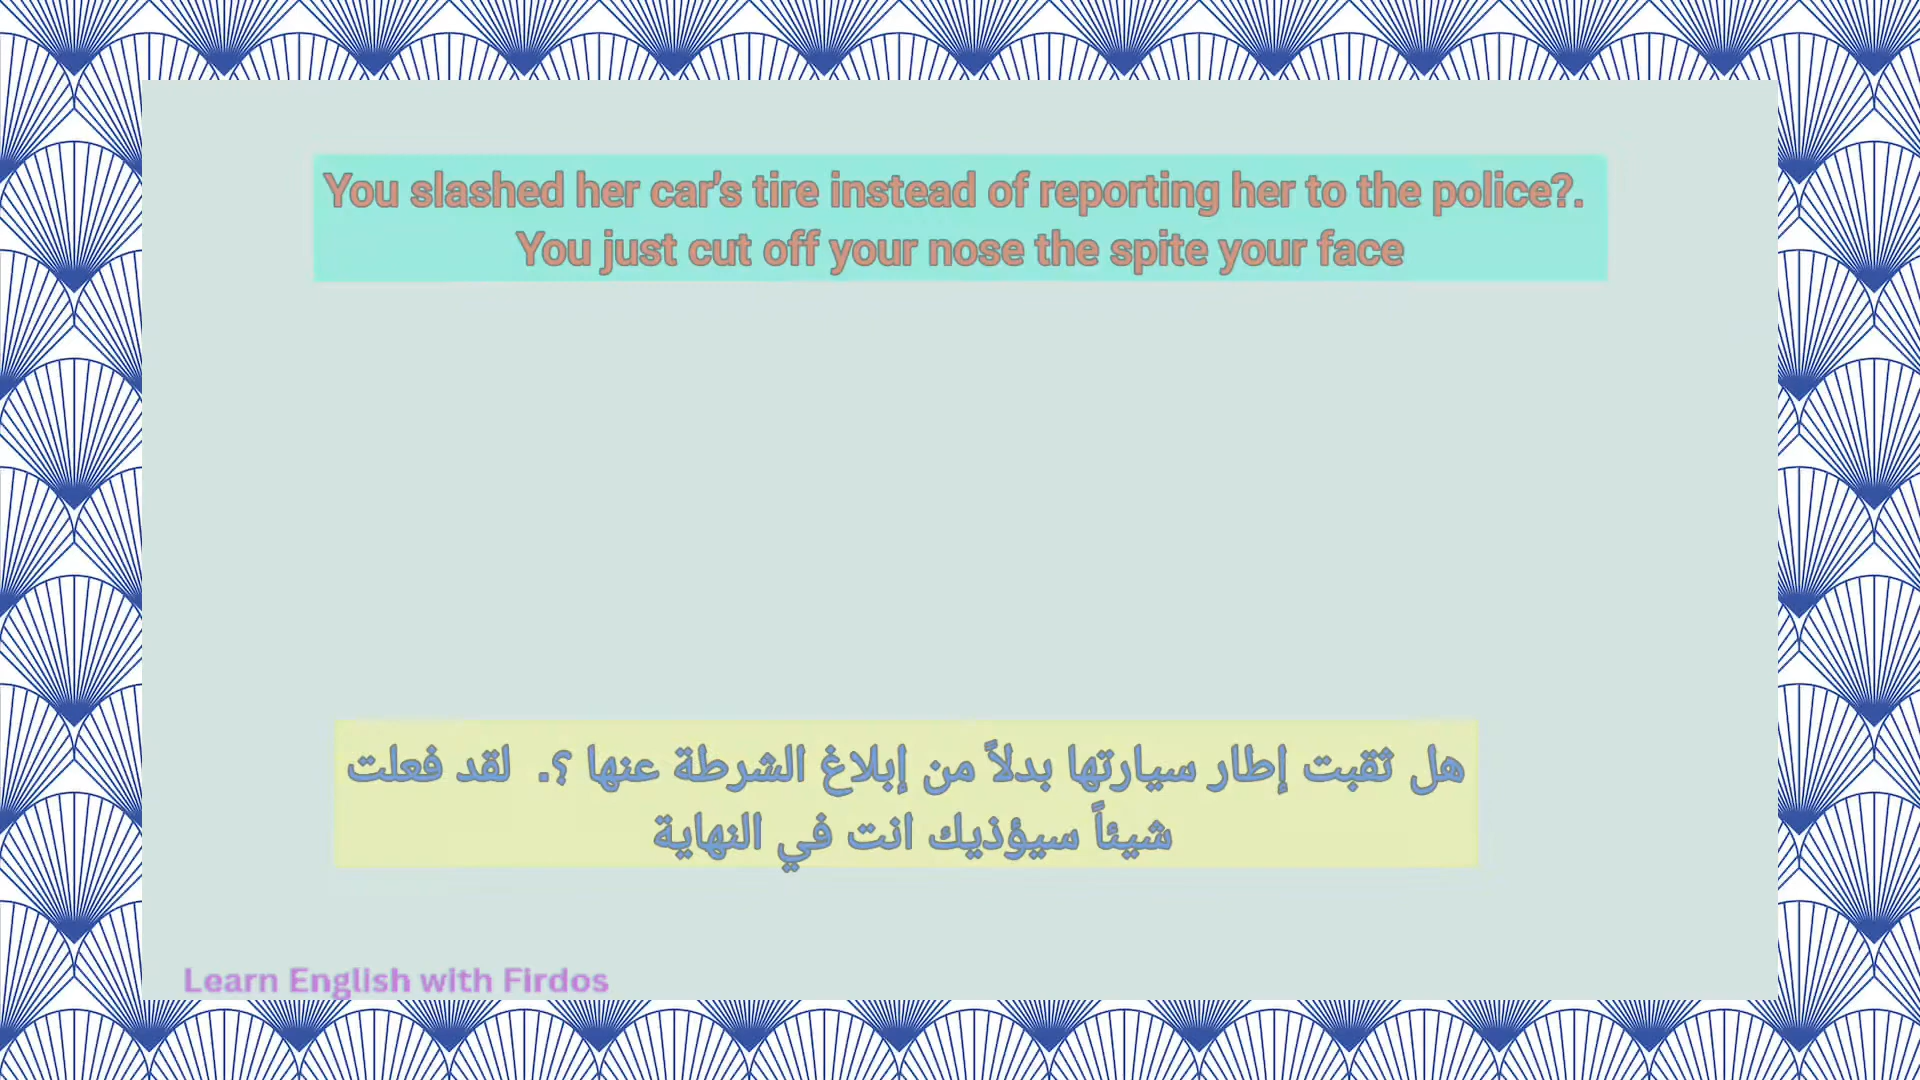 You slashed her car's tire instead of reporting her to the police?.
You just cut off your nose the spite your face
هل ثقبت إطار سيارتها بدلاً من إبلاغ الشرطة عنها ؟. لقد فعلت
شيئاً سيؤذيك انت في النهاية
Learn English with Firdos